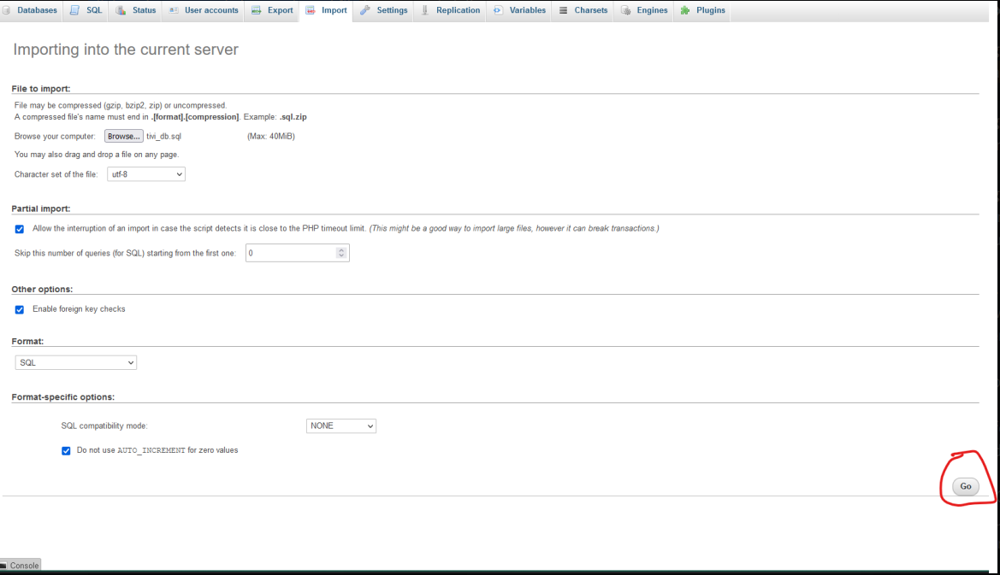 Databases SQL Status User accounts Export Import Settings Replication Variables Charsets Engines Plugins
Importing into the current server
File to import:
File may be compressed (gzip, bzip2, zip) or uncompressed.
A compressed file's name must end in .[format].[compression]. Example: .sql.zip
Browse your computer: Browse... tivi_db.sql (Max: 40MiB)
You may also drag and drop a file on any page.
Character set of the file: utf-8
Partial import:
Allow the interruption of an import in case the script detects it is close to the PHP timeout limit. (This might be a good way to import large files, however it can break transactions.)
Skip this number of queries (for SQL) starting from the first one: 0
Other options:
Enable foreign key checks
Format:
SQL
Format-specific options:
SQL compatibility mode: NONE
Do not use AUTO_INCREMENT for zero values
Go
Console